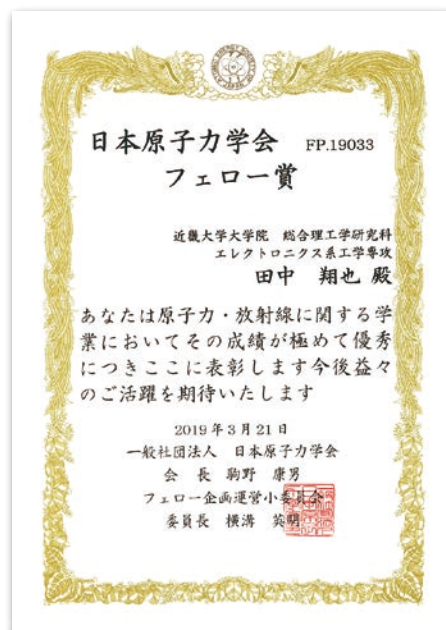 日本原子力学会 FP.19033
フェロー賞
近畿大学大学院 総合理工学研究科
エレクトロニクス系工学専攻
田中 翔也 殿
あなたは原子力・放射線に関する学
業においてその成績が極めて優秀
につきここに表彰します今後益々
のご活躍を期待いたします
2019年3月21日
一般社団法人 日本原子力学会
会 長 駒野 康男
フェロー企画運営小委員会
委員長 横溝 英明